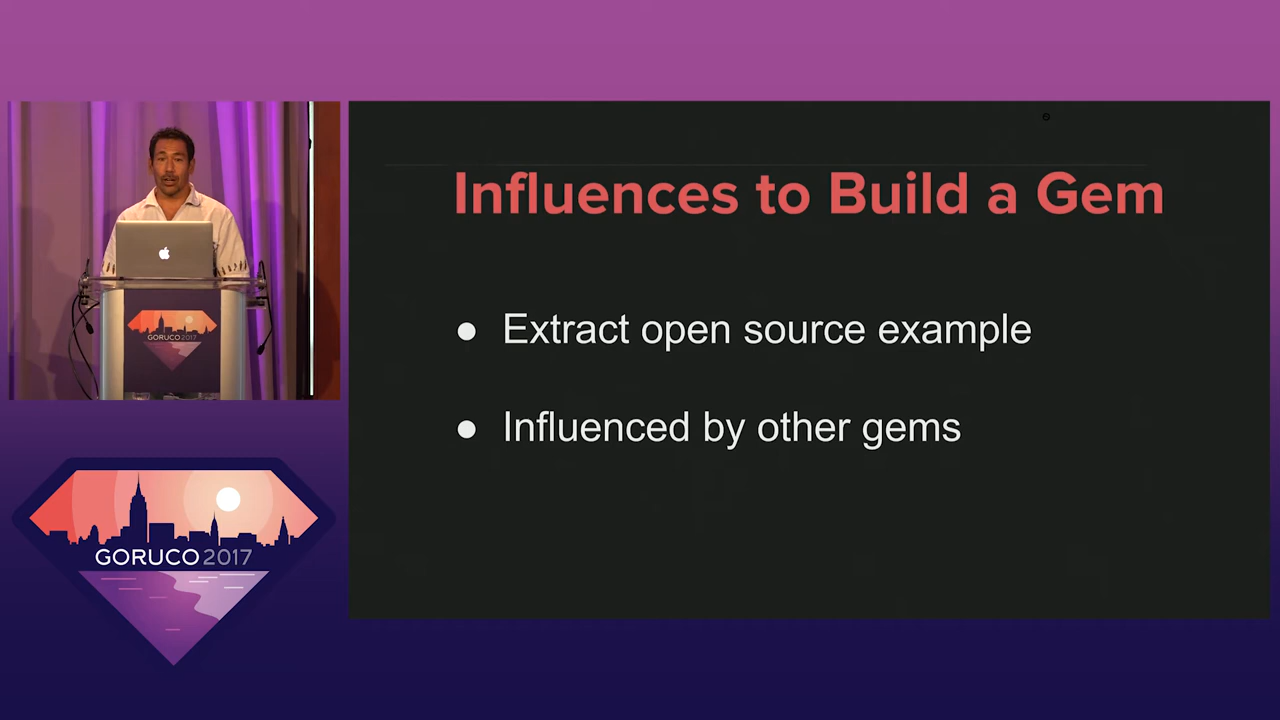 Influences to Build a Gem
● Extract open source example
● Influenced by other gems
GORUCO 2017
GORUCO 2017